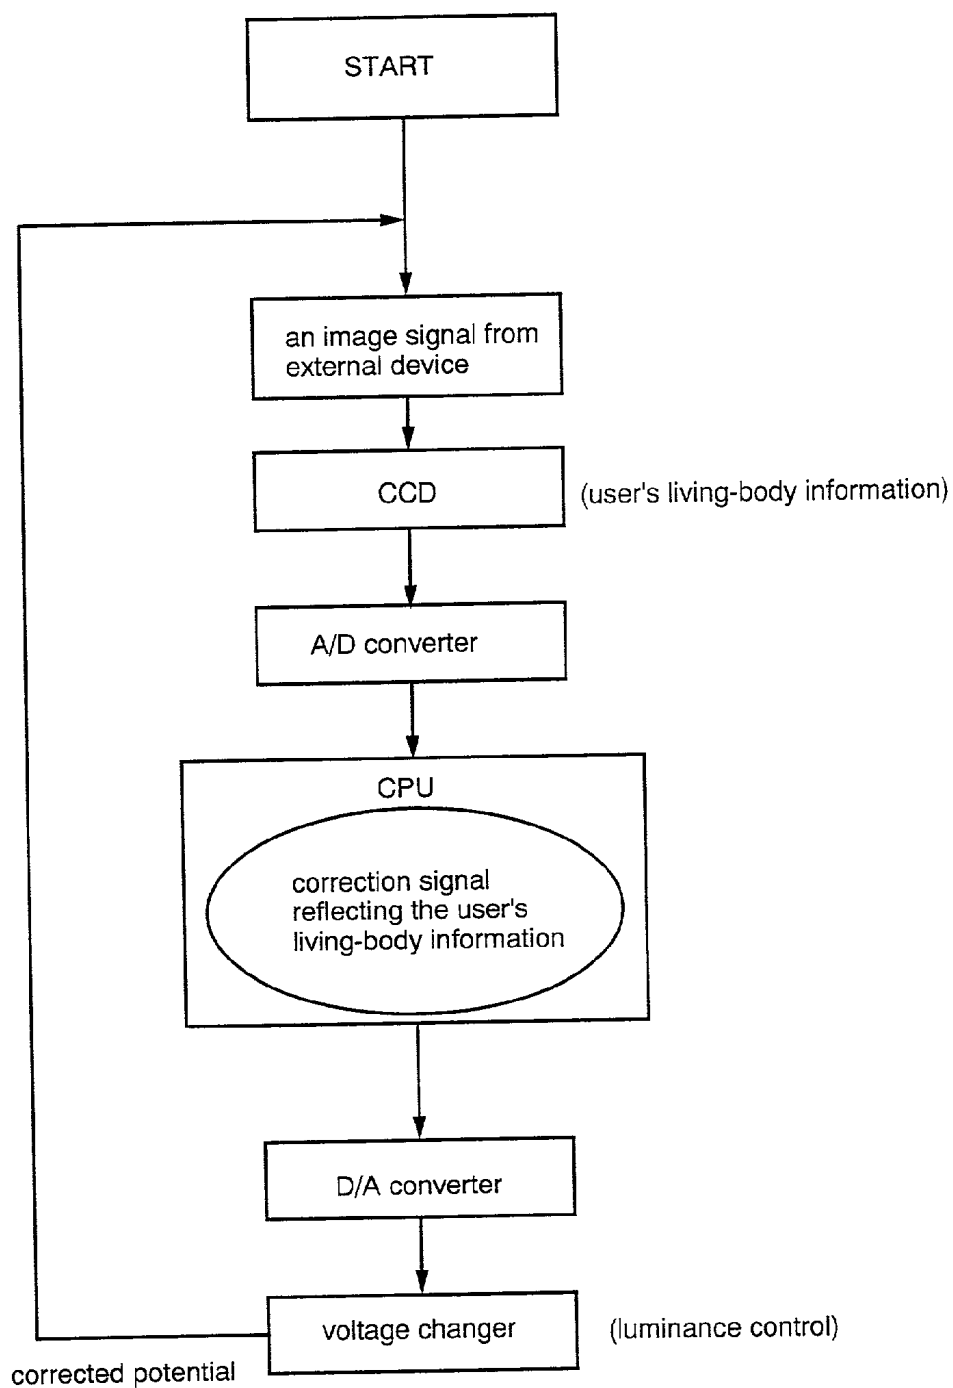 START
an image signal from
external device
CCD
(user's living-body information)
A/D converter
CPU
correction signal
reflecting the user's
living-body information
D/A converter
voltage changer
(luminance control)
corrected potential